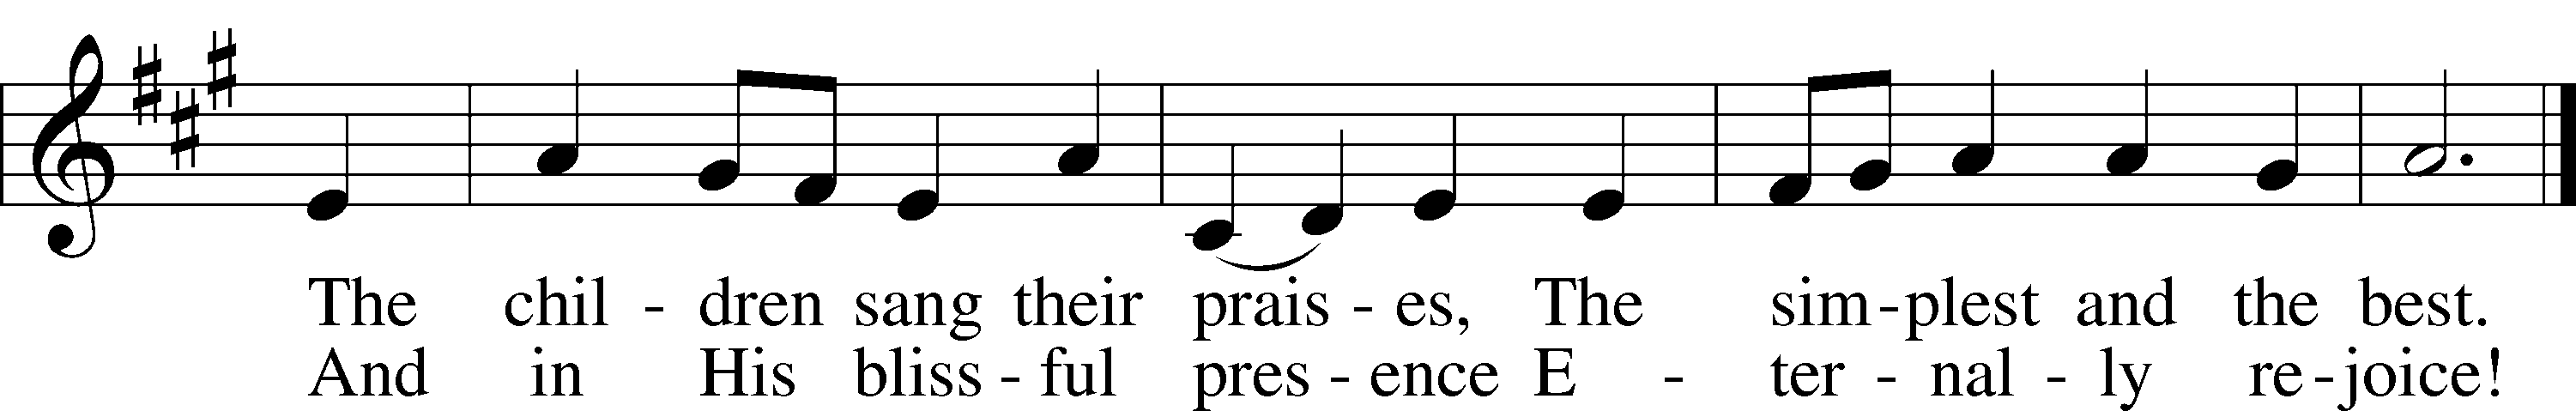 The chil - dren sang their prais - es, The sim - plest and the best.
And in His bliss - ful pres - ence E - ter - nal - ly re - joice!